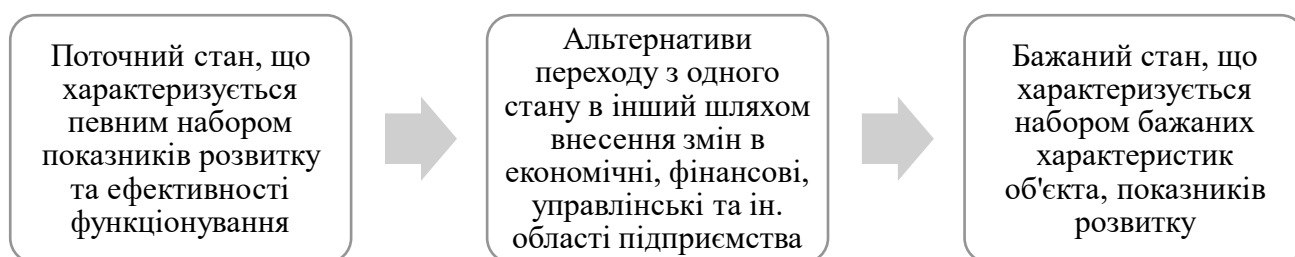 Поточний стан, що
характеризується
певним набором
показників розвитку
та ефективності
функціонування
Альтернативи
переходу з одного
стану в інший шляхом
внесення змін в
економічні, фінансові,
управлінські та ін.
області підприємства
Бажаний стан, що
характеризується
набором бажаних
характеристик
об'єкта, показників
розвитку